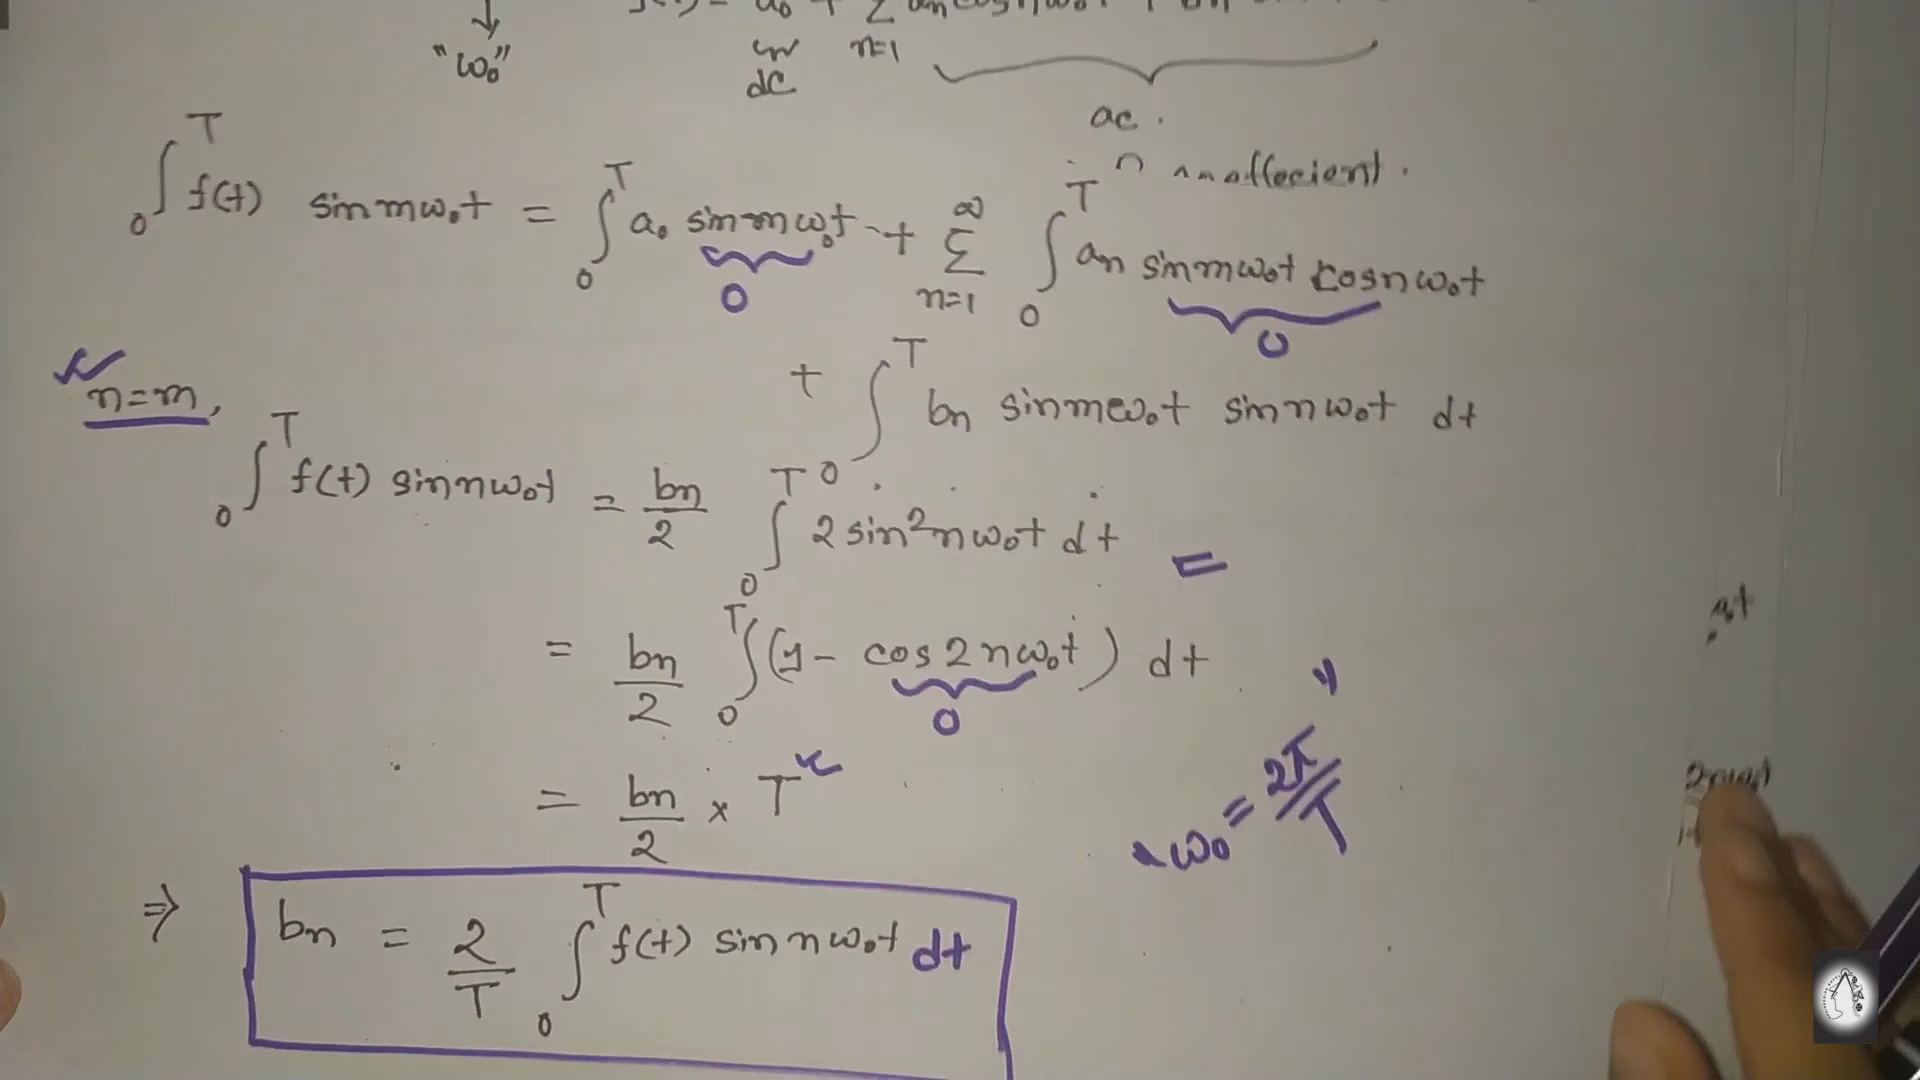 "ω₀" dc n=1
ac.
∫₀ᵀ f(t) sin mω₀t = ∫₀ᵀ a₀ sin mω₀t + Σ_{n=1}^{∞} ∫₀ᵀ an sin mω₀t cos nω₀t
0 0
+ ∫₀ᵀ bn sin mω₀t sin nω₀t dt
n=m,
∫₀ᵀ f(t) sin nω₀t = bn/2 ∫₀ᵀ 2 sin² nω₀t dt =
= bn/2 ∫₀ᵀ (1 - cos 2nω₀t) dt
0
= bn/2 × T
ω₀ = 2π/T
⇒ bn = 2/T ∫₀ᵀ f(t) sin nω₀t dt